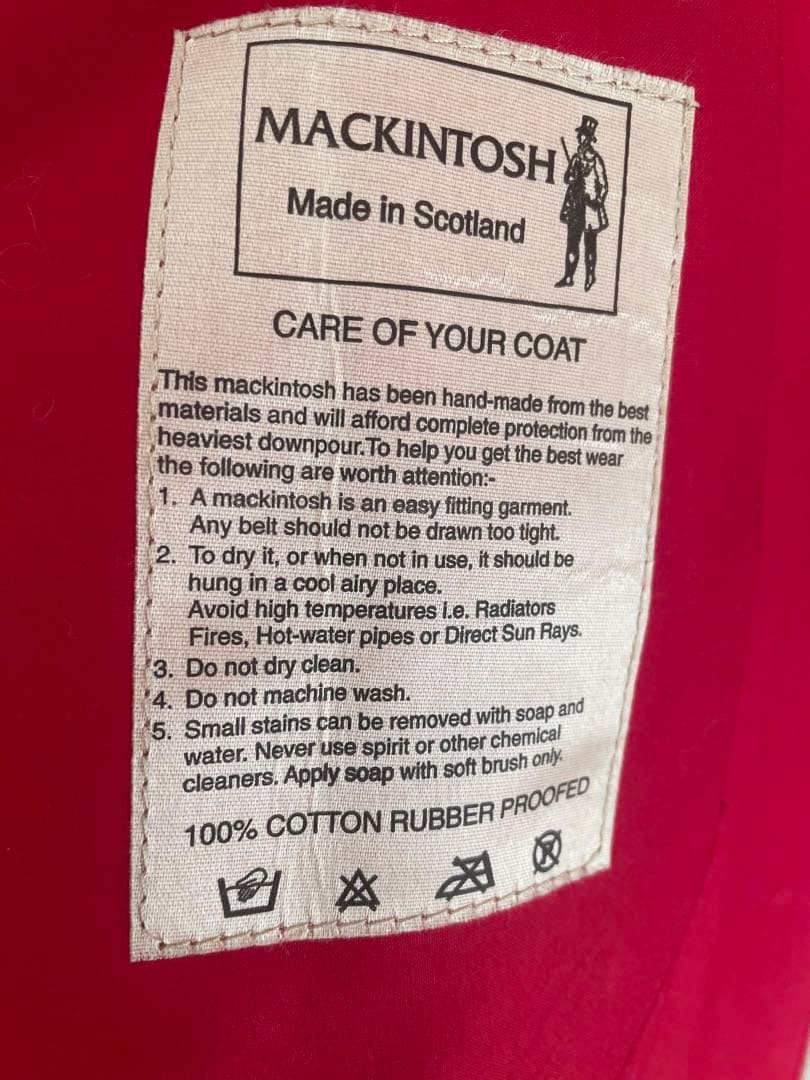 MACKINTOSH
Made in Scotland
CARE OF YOUR COAT
This mackintosh has been hand-made from the best
materials and will afford complete protection from the
heaviest downpour.To help you get the best wear
the following are worth attention:-
1. A mackintosh is an easy fitting garment.
Any belt should not be drawn too tight.
2. To dry it, or when not in use, it should be
hung in a cool airy place.
Avoid high temperatures i.e. Radiators
Fires, Hot-water pipes or Direct Sun Rays.
3. Do not dry clean.
4. Do not machine wash.
5. Small stains can be removed with soap and
water. Never use spirit or other chemical
cleaners. Apply soap with soft brush only.
100% COTTON RUBBER PROOFED